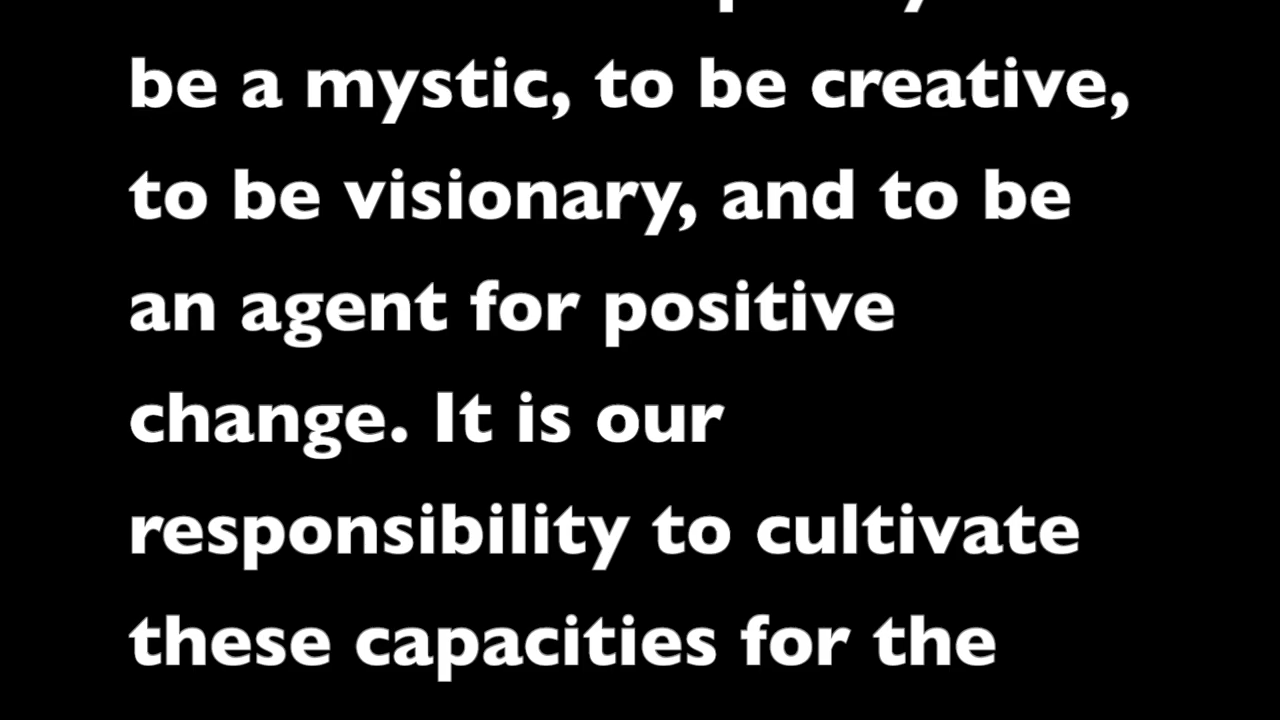 be a mystic, to be creative,
to be visionary, and to be
an agent for positive
change. It is our
responsibility to cultivate
these capacities for the